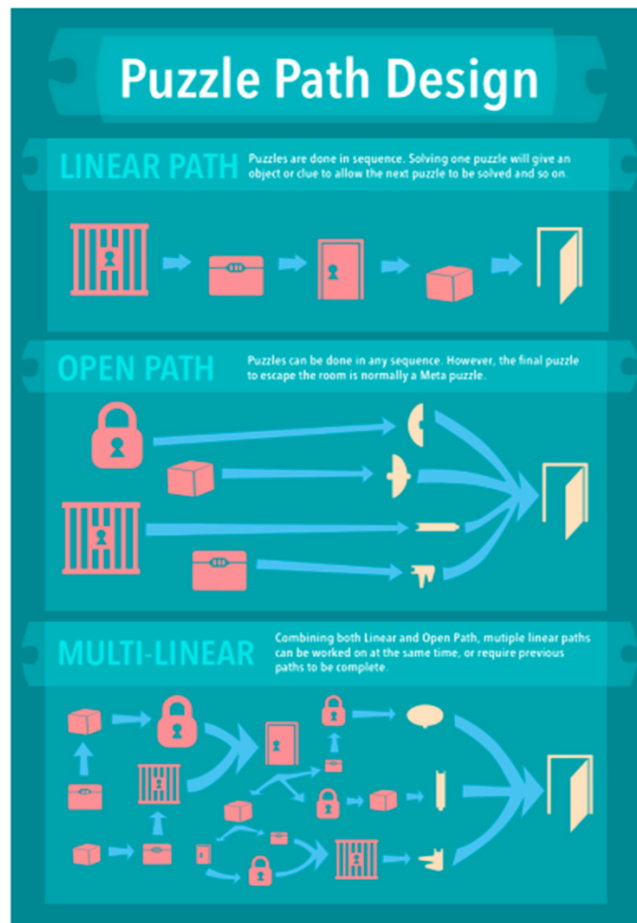 Puzzle Path Design
LINEAR PATH
Puzzles are done in sequence. Solving one puzzle will give an
object or clue to allow the next puzzle to be solved and so on.
OPEN PATH
Puzzles can be done in any sequence. However, the final puzzle
to escape the room is normally a Meta puzzle.
MULTI-LINEAR
Combining both Linear and Open Path, mutiple linear paths
can be worked on at the same time, or require previous
paths to be complete.